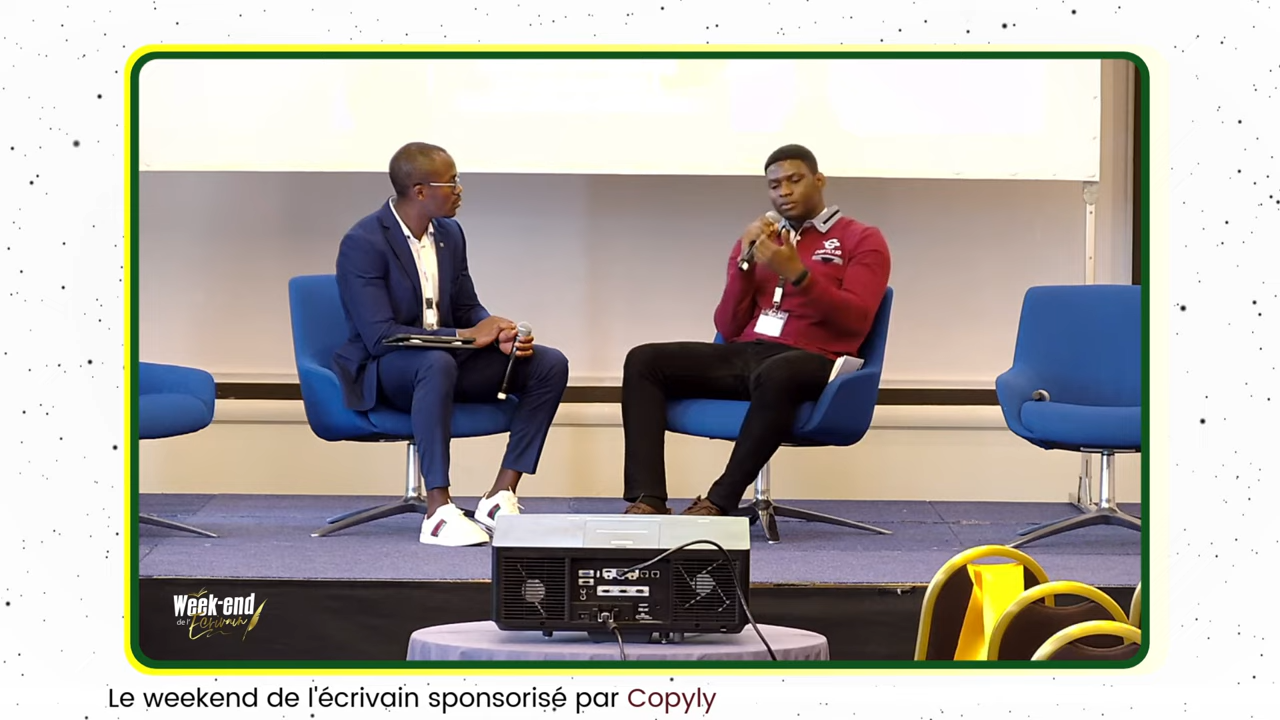 Week-end
de l'Écrivain
Le weekend de l'écrivain sponsorisé par Copyly